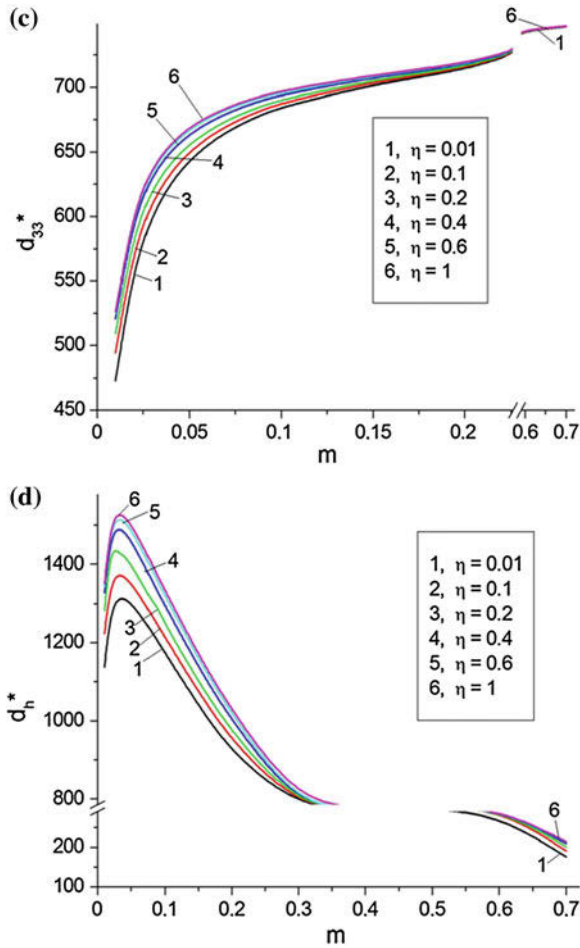 (c)
d33*
700
650
600
550
500
450
6
1
6
5
4
3
2
1
1, η = 0.01
2, η = 0.1
3, η = 0.2
4, η = 0.4
5, η = 0.6
6, η = 1
0 0.05 0.1 0.15 0.2 0.6 0.7
m
(d)
dh*
1400
1200
1000
800
200
100
6
5
4
3
2
1
1, η = 0.01
2, η = 0.1
3, η = 0.2
4, η = 0.4
5, η = 0.6
6, η = 1
6
1
0 0.1 0.2 0.3 0.4 0.5 0.6 0.7
m